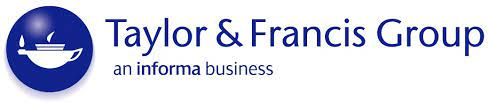 Taylor & Francis Group
an informa business